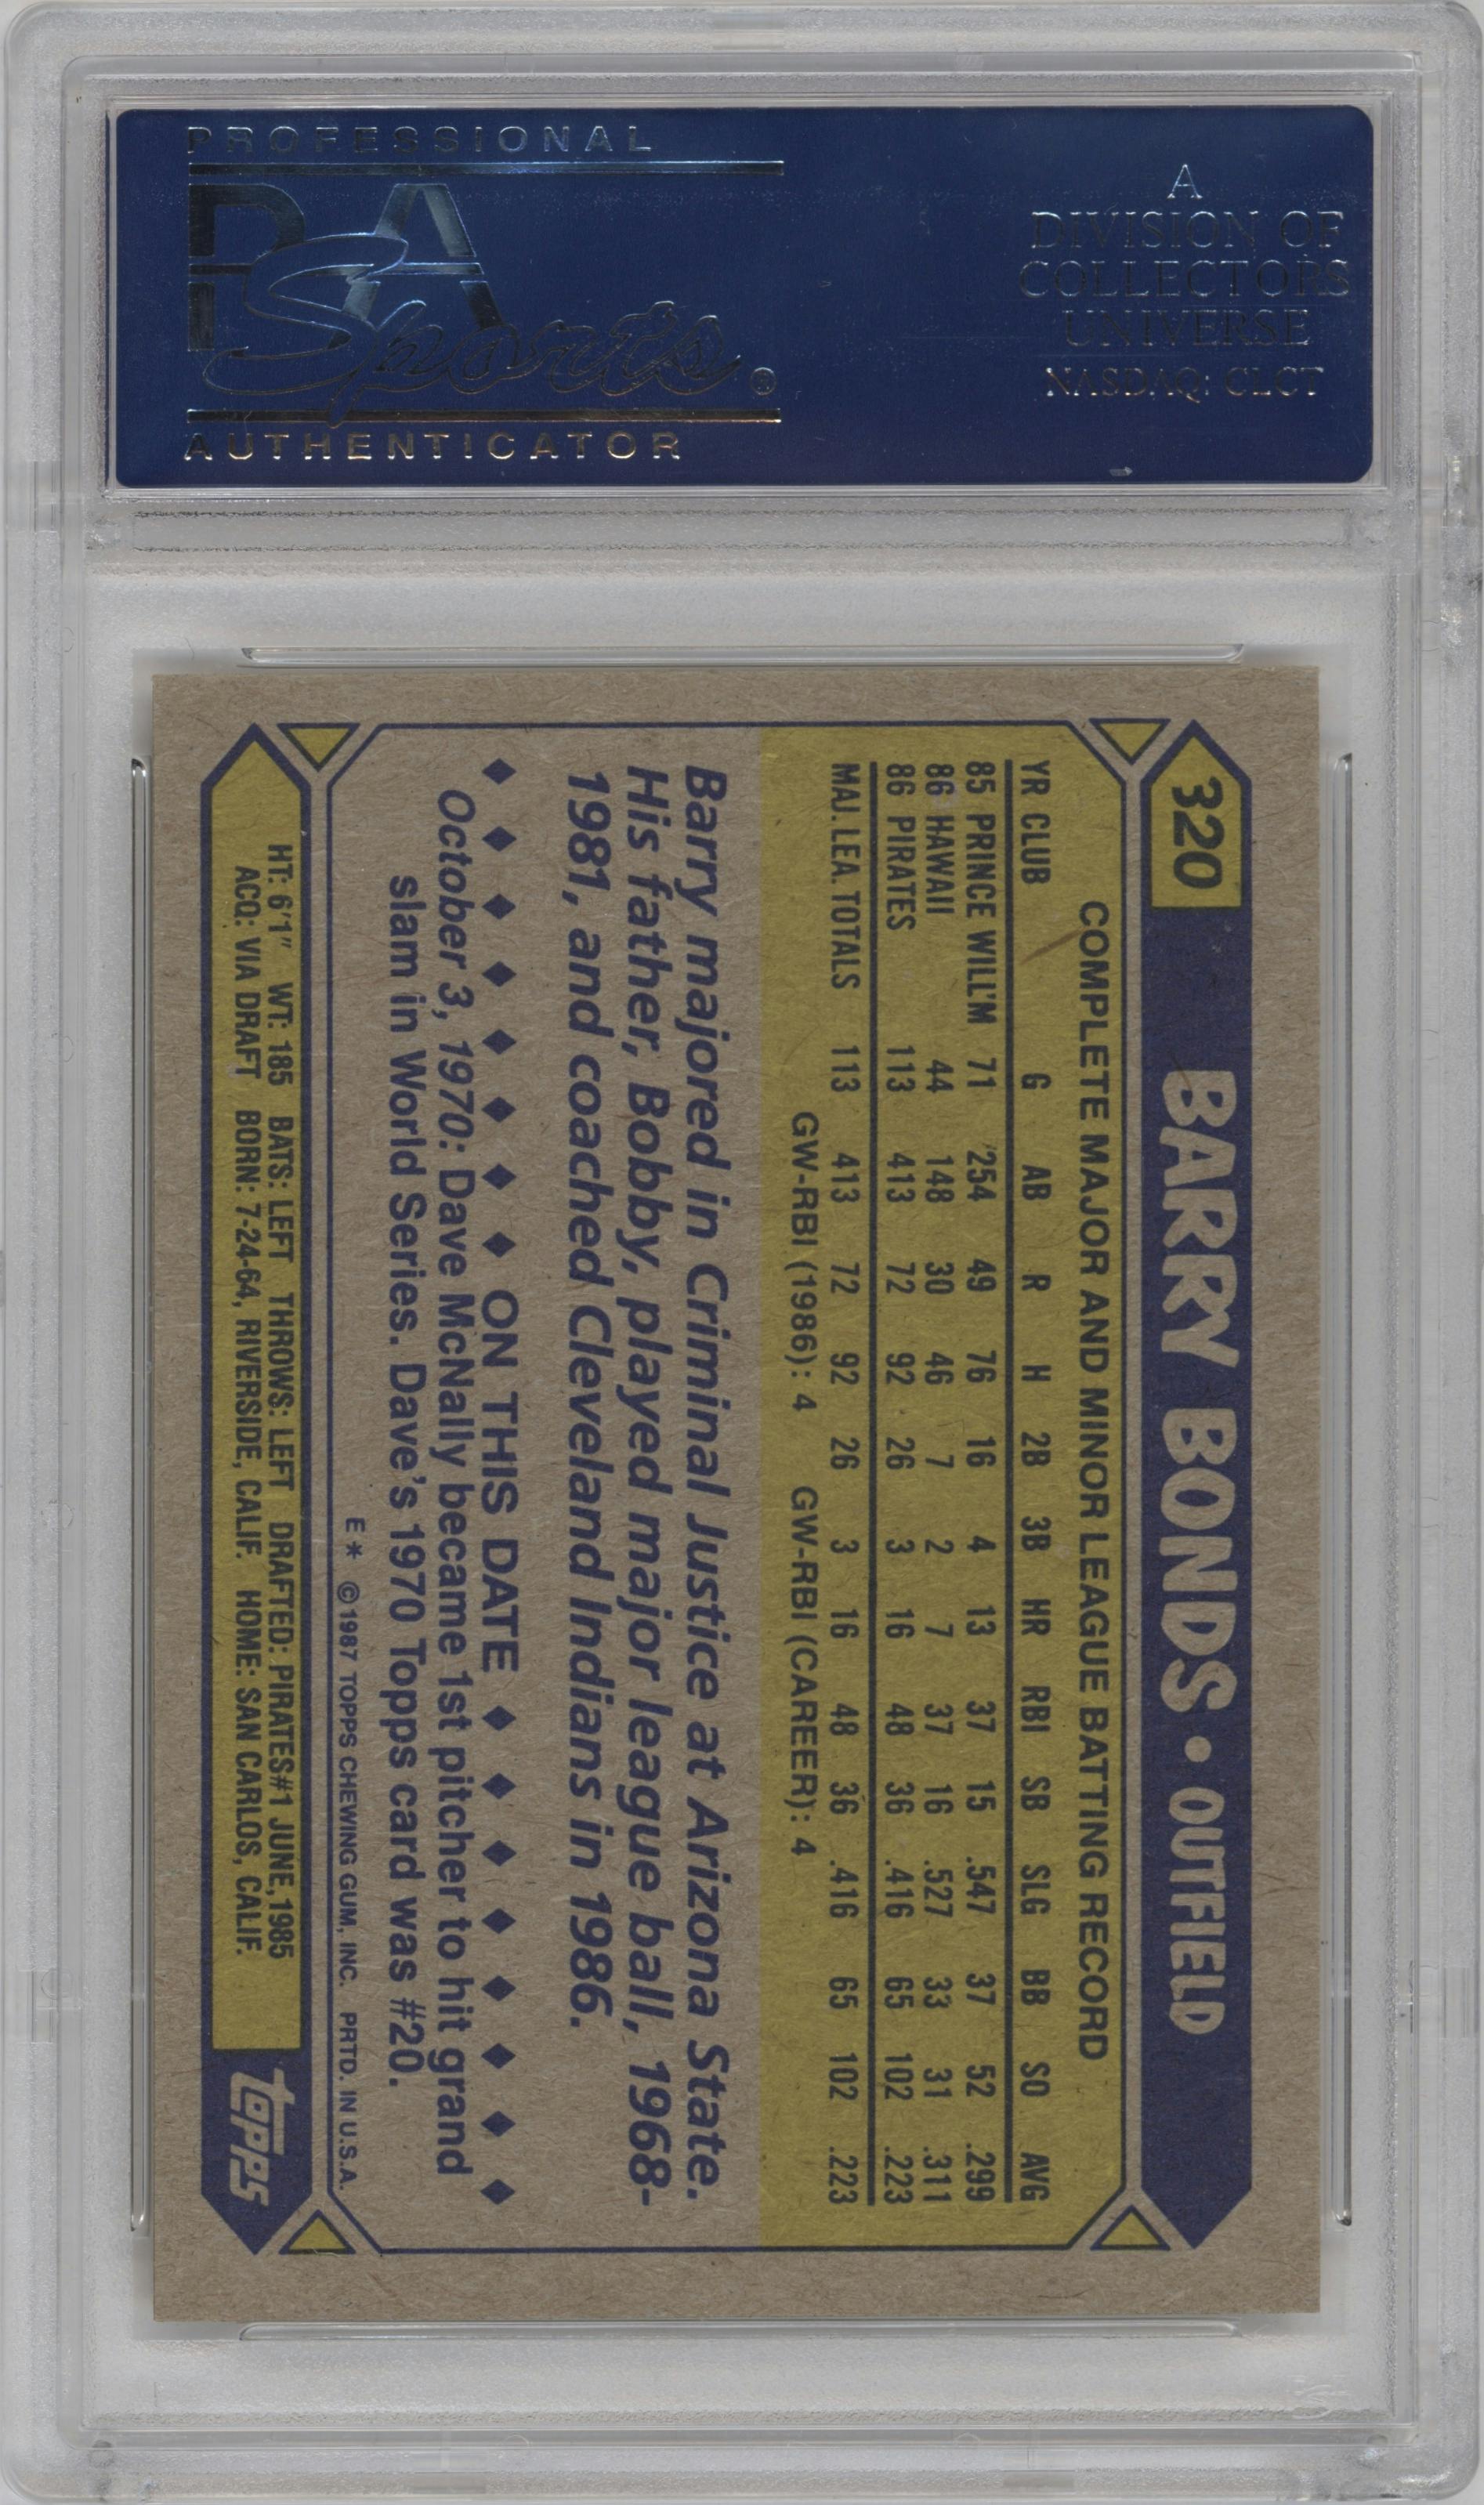 PROFESSIONAL
PSA
Sports®
AUTHENTICATOR
A
DIVISION OF
COLLECTORS
UNIVERSE
NASDAQ: CLCT
320 BARRY BONDS • OUTFIELD
COMPLETE MAJOR AND MINOR LEAGUE BATTING RECORD
YR CLUB G AB R H 2B 3B HR RBI SB SLG BB SO AVG
85 PRINCE WILL'M 71 254 49 76 16 4 13 37 15 .547 37 52 .299
86 HAWAII 44 148 30 46 7 2 7 37 16 .527 33 31 .311
86 PIRATES 113 413 72 92 26 3 16 48 36 .416 65 102 .223
MAJ. LEA. TOTALS 113 413 72 92 26 3 16 48 36 .416 65 102 .223
GW-RBI (1986): 4 GW-RBI (CAREER): 4
Barry majored in Criminal Justice at Arizona State.
His father, Bobby, played major league ball, 1968-
1981, and coached Cleveland Indians in 1986.
◆ ◆ ◆ ◆ ◆ ◆ ◆ ◆ ON THIS DATE ◆ ◆ ◆ ◆ ◆ ◆ ◆ ◆
October 3, 1970: Dave McNally became 1st pitcher to hit grand
slam in World Series. Dave's 1970 Topps card was #20.
E* ©1987 TOPPS CHEWING GUM, INC. PRTD. IN U.S.A.
HT: 6'1" WT: 185 BATS: LEFT THROWS: LEFT DRAFTED: PIRATES#1 JUNE, 1985
ACQ: VIA DRAFT BORN: 7-24-64, RIVERSIDE, CALIF. HOME: SAN CARLOS, CALIF.
topps